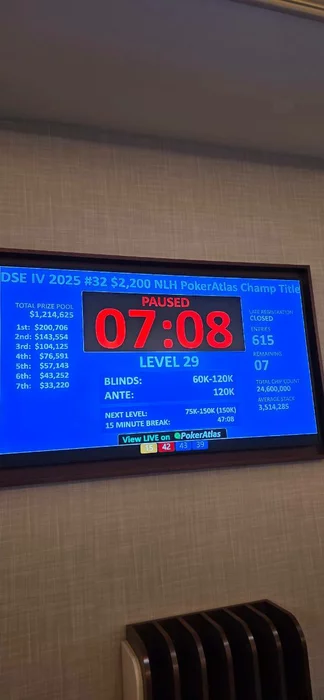 DSE IV 2025 #32 $2,200 NLH PokerAtlas Champ Title
TOTAL PRIZE POOL
$1,214,625
1st: $200,706
2nd: $143,554
3rd: $104,125
4th: $76,591
5th: $57,143
6th: $43,252
7th: $33,220
PAUSED
07:08
LEVEL 29
BLINDS: 60K-120K
ANTE: 120K
NEXT LEVEL: 75K-150K (150K)
15 MINUTE BREAK: 47:08
LATE REGISTRATION
CLOSED
ENTRIES
615
REMAINING
07
TOTAL CHIP COUNT
24,600,000
AVERAGE STACK
3,514,285
View LIVE on @PokerAtlas
15 42 43 39